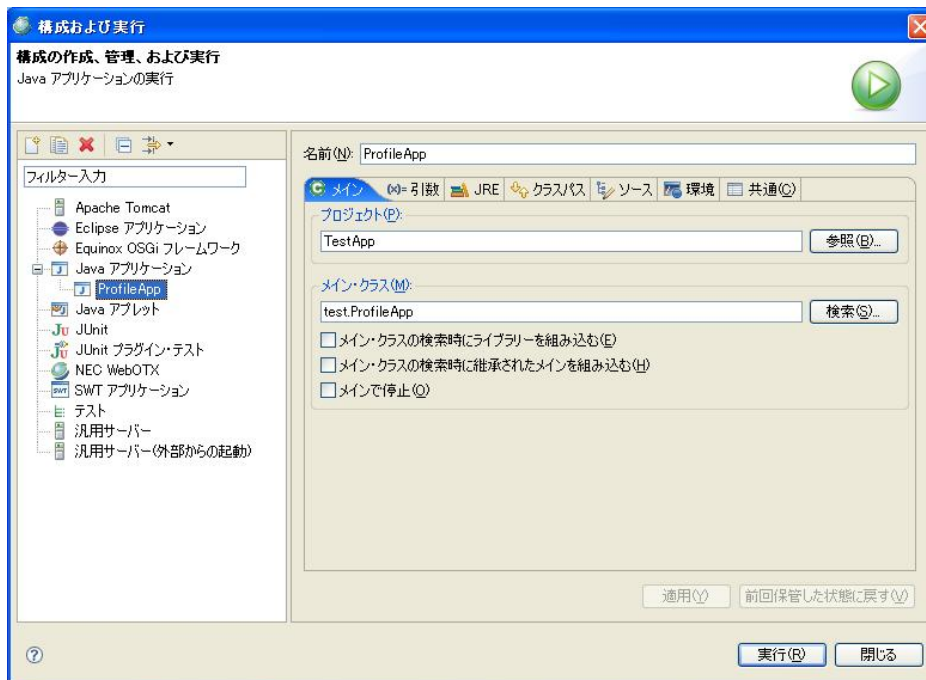 構成および実行
構成の作成、管理、および実行
Java アプリケーションの実行
フィルター入力
Apache Tomcat
Eclipse アプリケーション
Equinox OSGi フレームワーク
Java アプリケーション
ProfileApp
Java アプレット
JUnit
JUnit プラグイン・テスト
NEC WebOTX
SWT アプリケーション
テスト
汎用サーバー
汎用サーバー(外部からの起動)
名前(N): ProfileApp
メイン (x)= 引数 JRE クラスパス ソース 環境 共通(C)
プロジェクト(P):
TestApp 参照(B)...
メイン・クラス(M):
test.ProfileApp 検索(S)...
メイン・クラスの検索時にライブラリーを組み込む(E)
メイン・クラスの検索時に継承されたメインを組み込む(H)
メインで停止(O)
適用(Y) 前回保管した状態に戻す(V)
実行(R) 閉じる